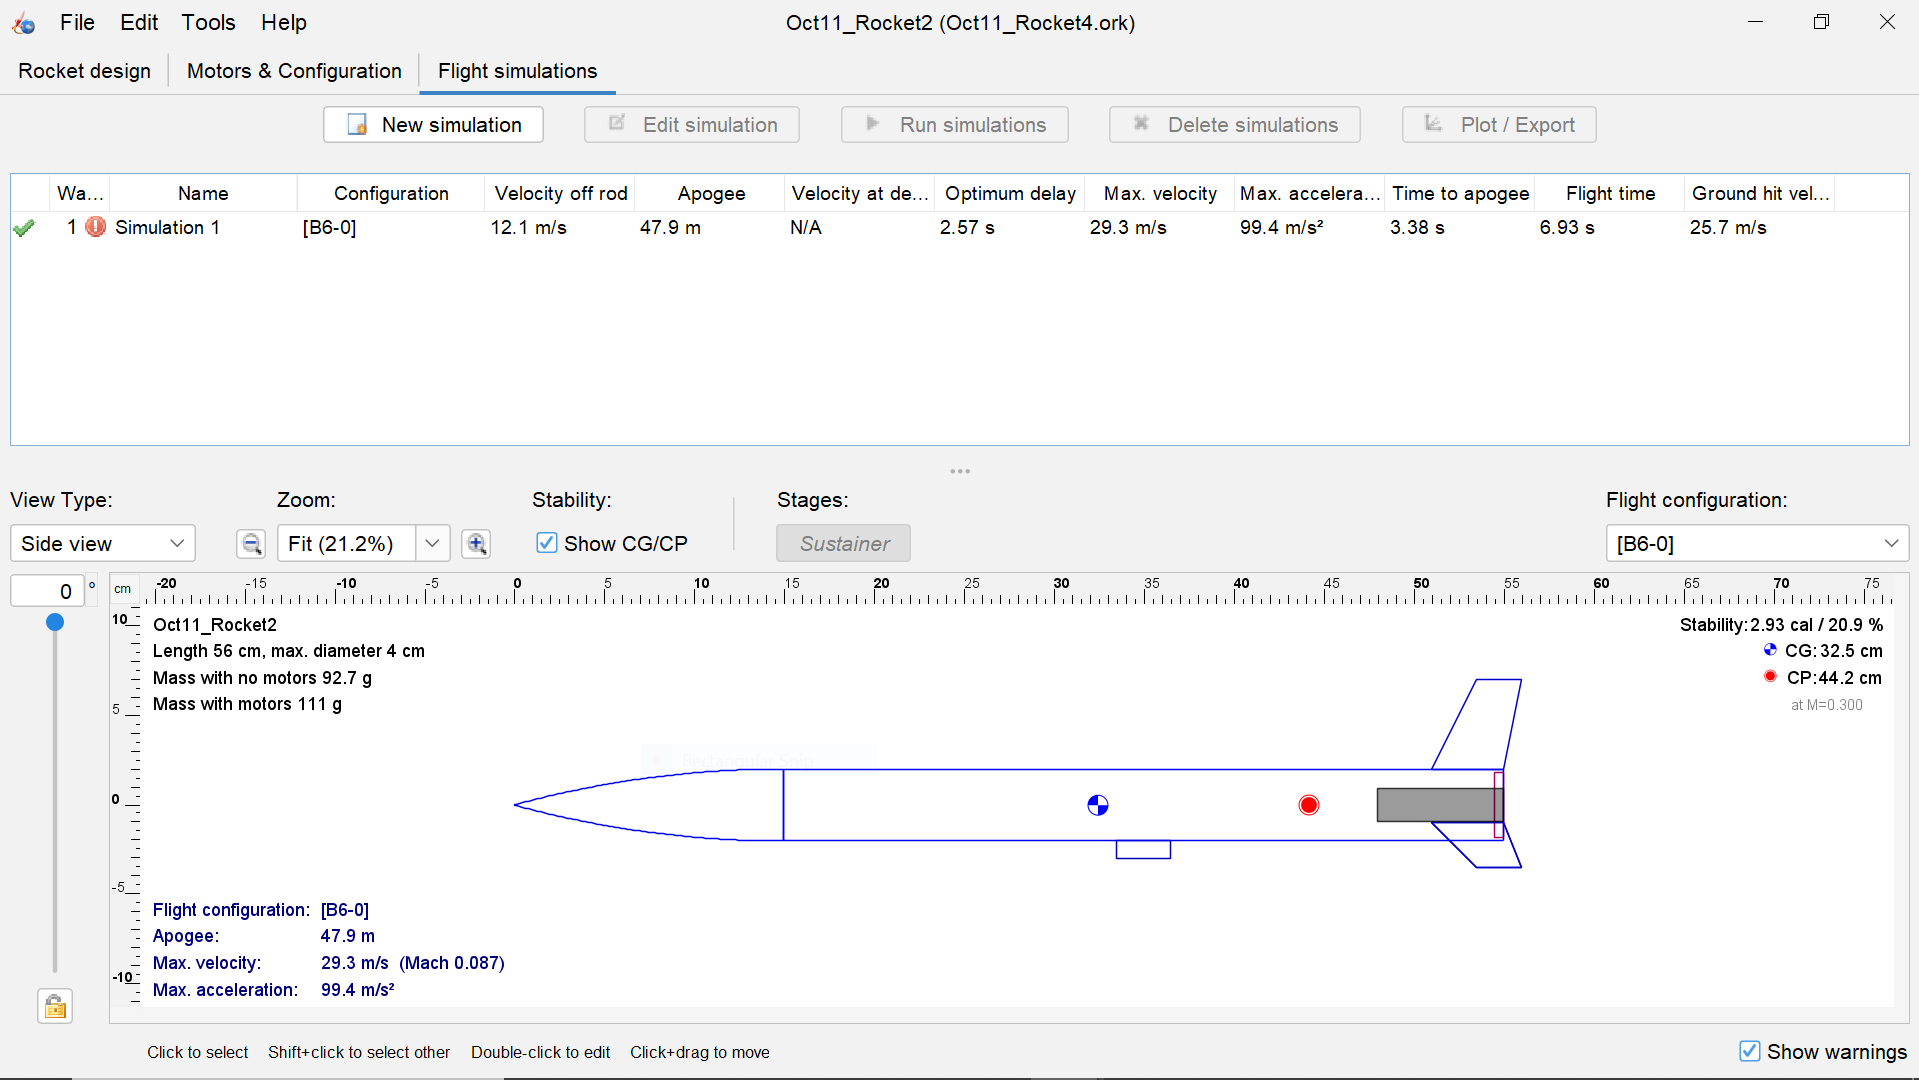 File Edit Tools Help
Oct11_Rocket2 (Oct11_Rocket4.ork)
Rocket design Motors & Configuration Flight simulations
New simulation Edit simulation Run simulations Delete simulations Plot / Export
Wa... Name Configuration Velocity off rod Apogee Velocity at de... Optimum delay Max. velocity Max. accelera... Time to apogee Flight time Ground hit vel...
1 Simulation 1 [B6-0] 12.1 m/s 47.9 m N/A 2.57 s 29.3 m/s 99.4 m/s² 3.38 s 6.93 s 25.7 m/s
View Type: Zoom: Stability: Stages: Flight configuration:
Side view Fit (21.2%) Show CG/CP Sustainer [B6-0]
0 °
cm -20 -15 -10 -5 0 5 10 15 20 25 30 35 40 45 50 55 60 65 70 75
10
5
0
-5
-10
Oct11_Rocket2
Length 56 cm, max. diameter 4 cm
Mass with no motors 92.7 g
Mass with motors 111 g
Stability: 2.93 cal / 20.9 %
CG: 32.5 cm
CP: 44.2 cm
at M=0.300
Rectangular Snip
Flight configuration: [B6-0]
Apogee: 47.9 m
Max. velocity: 29.3 m/s (Mach 0.087)
Max. acceleration: 99.4 m/s²
Click to select Shift+click to select other Double-click to edit Click+drag to move
Show warnings